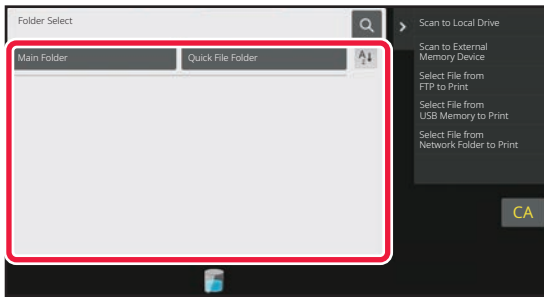 Folder Select
Main Folder
Quick File Folder
Scan to Local Drive
Scan to External
Memory Device
Select File from
FTP to Print
Select File from
USB Memory to Print
Select File from
Network Folder to Print
CA